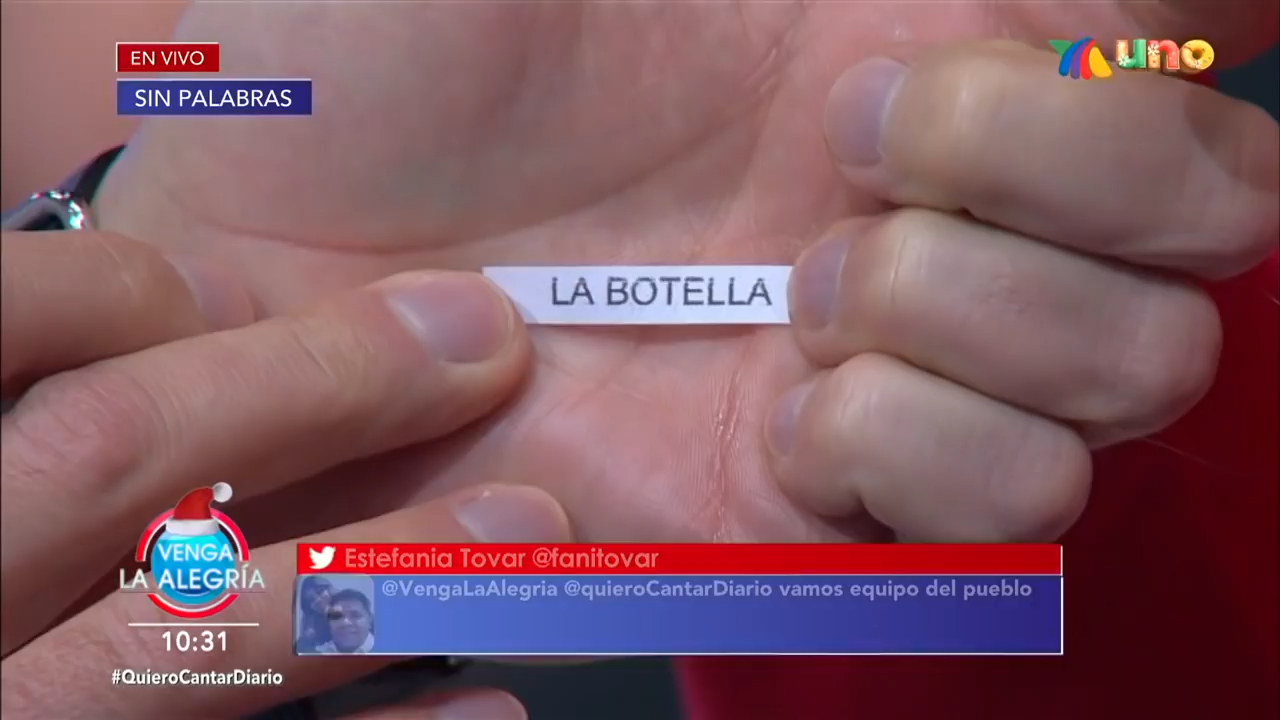 EN VIVO
SIN PALABRAS
uno
LA BOTELLA
VENGA
LA ALEGRÍA
10:31
#QuieroCantarDiario
Estefania Tovar @fanitovar
@VengaLaAlegria @quieroCantarDiario vamos equipo del pueblo